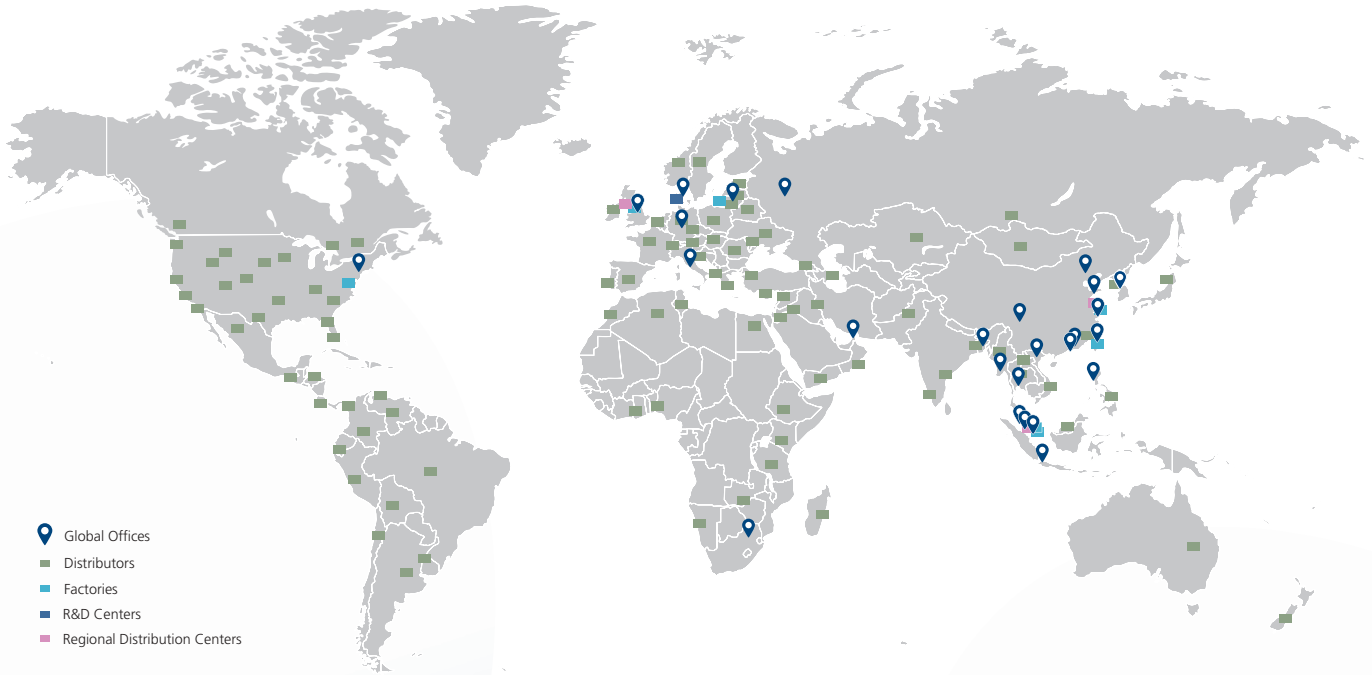 Global Offices
Distributors
Factories
R&D Centers
Regional Distribution Centers